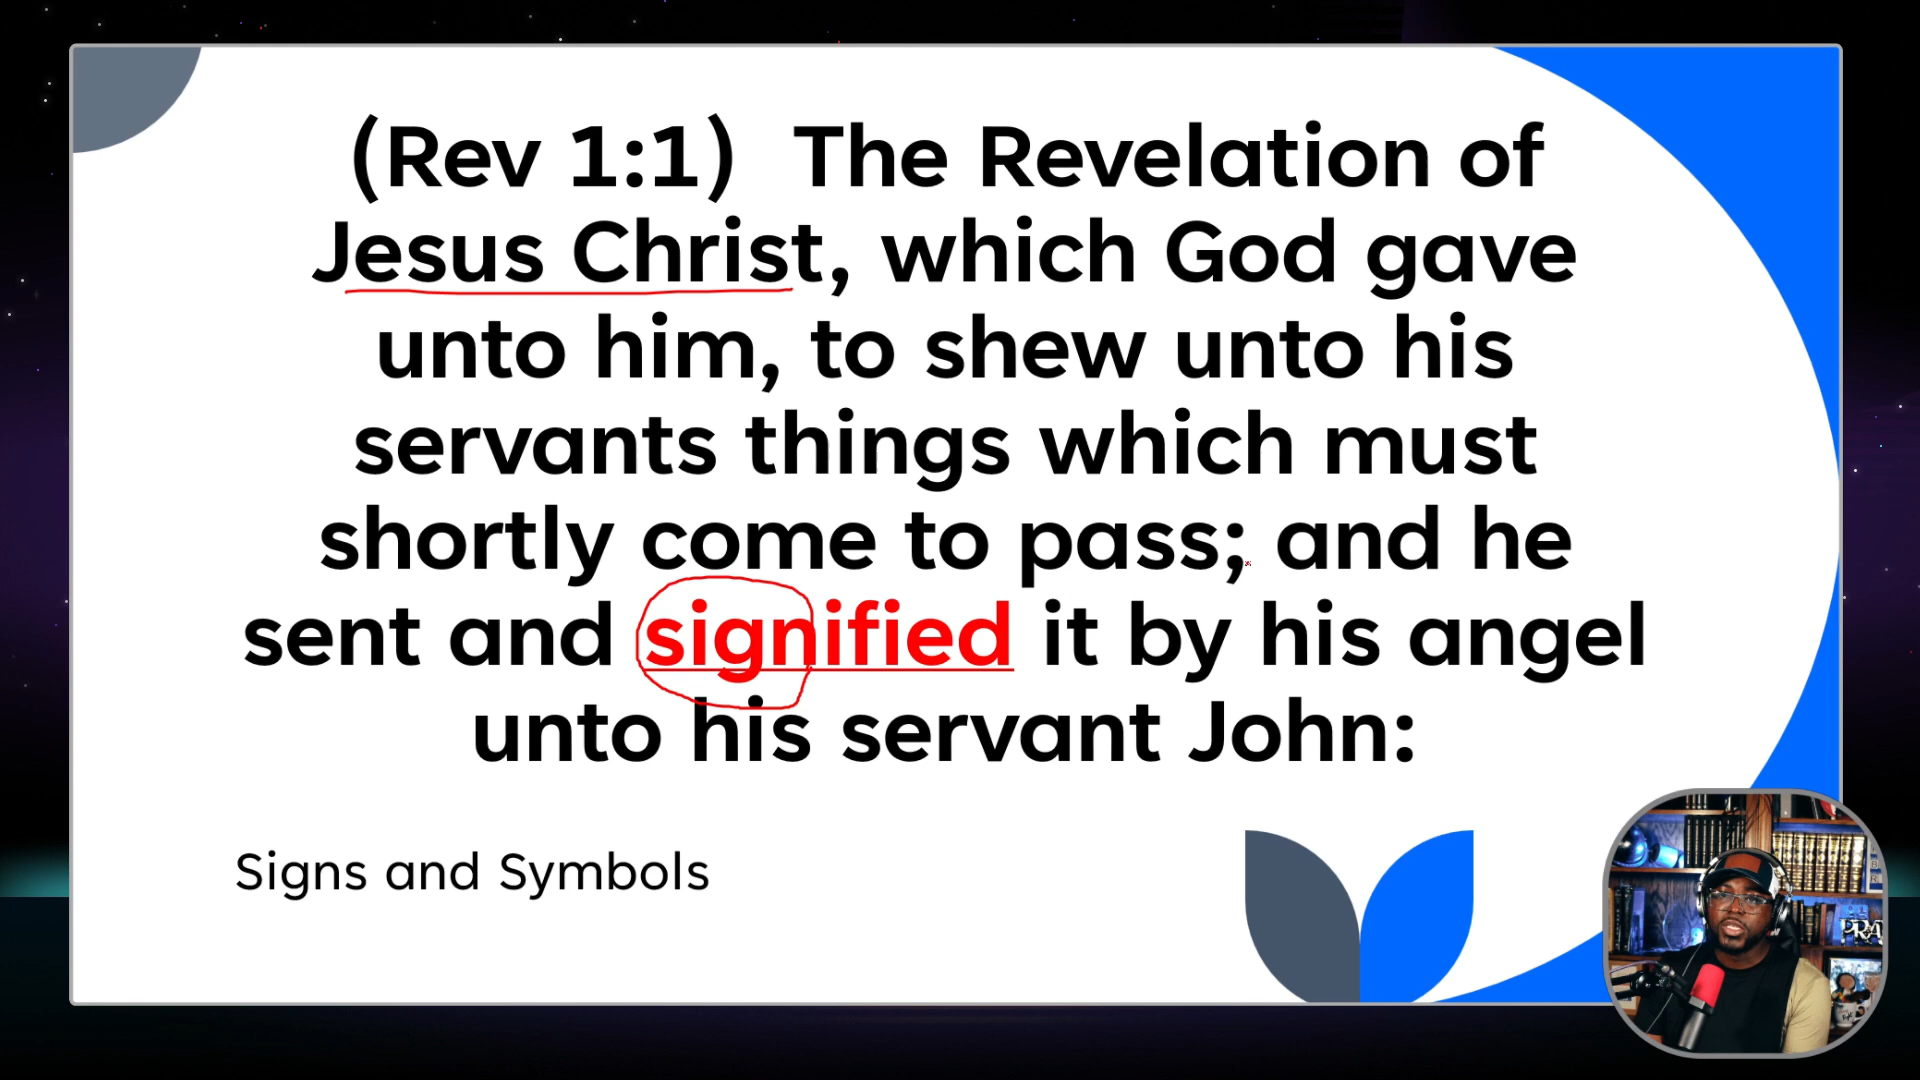 (Rev 1:1) The Revelation of
Jesus Christ, which God gave
unto him, to shew unto his
servants things which must
shortly come to pass; and he
sent and signified it by his angel
unto his servant John:
Signs and Symbols